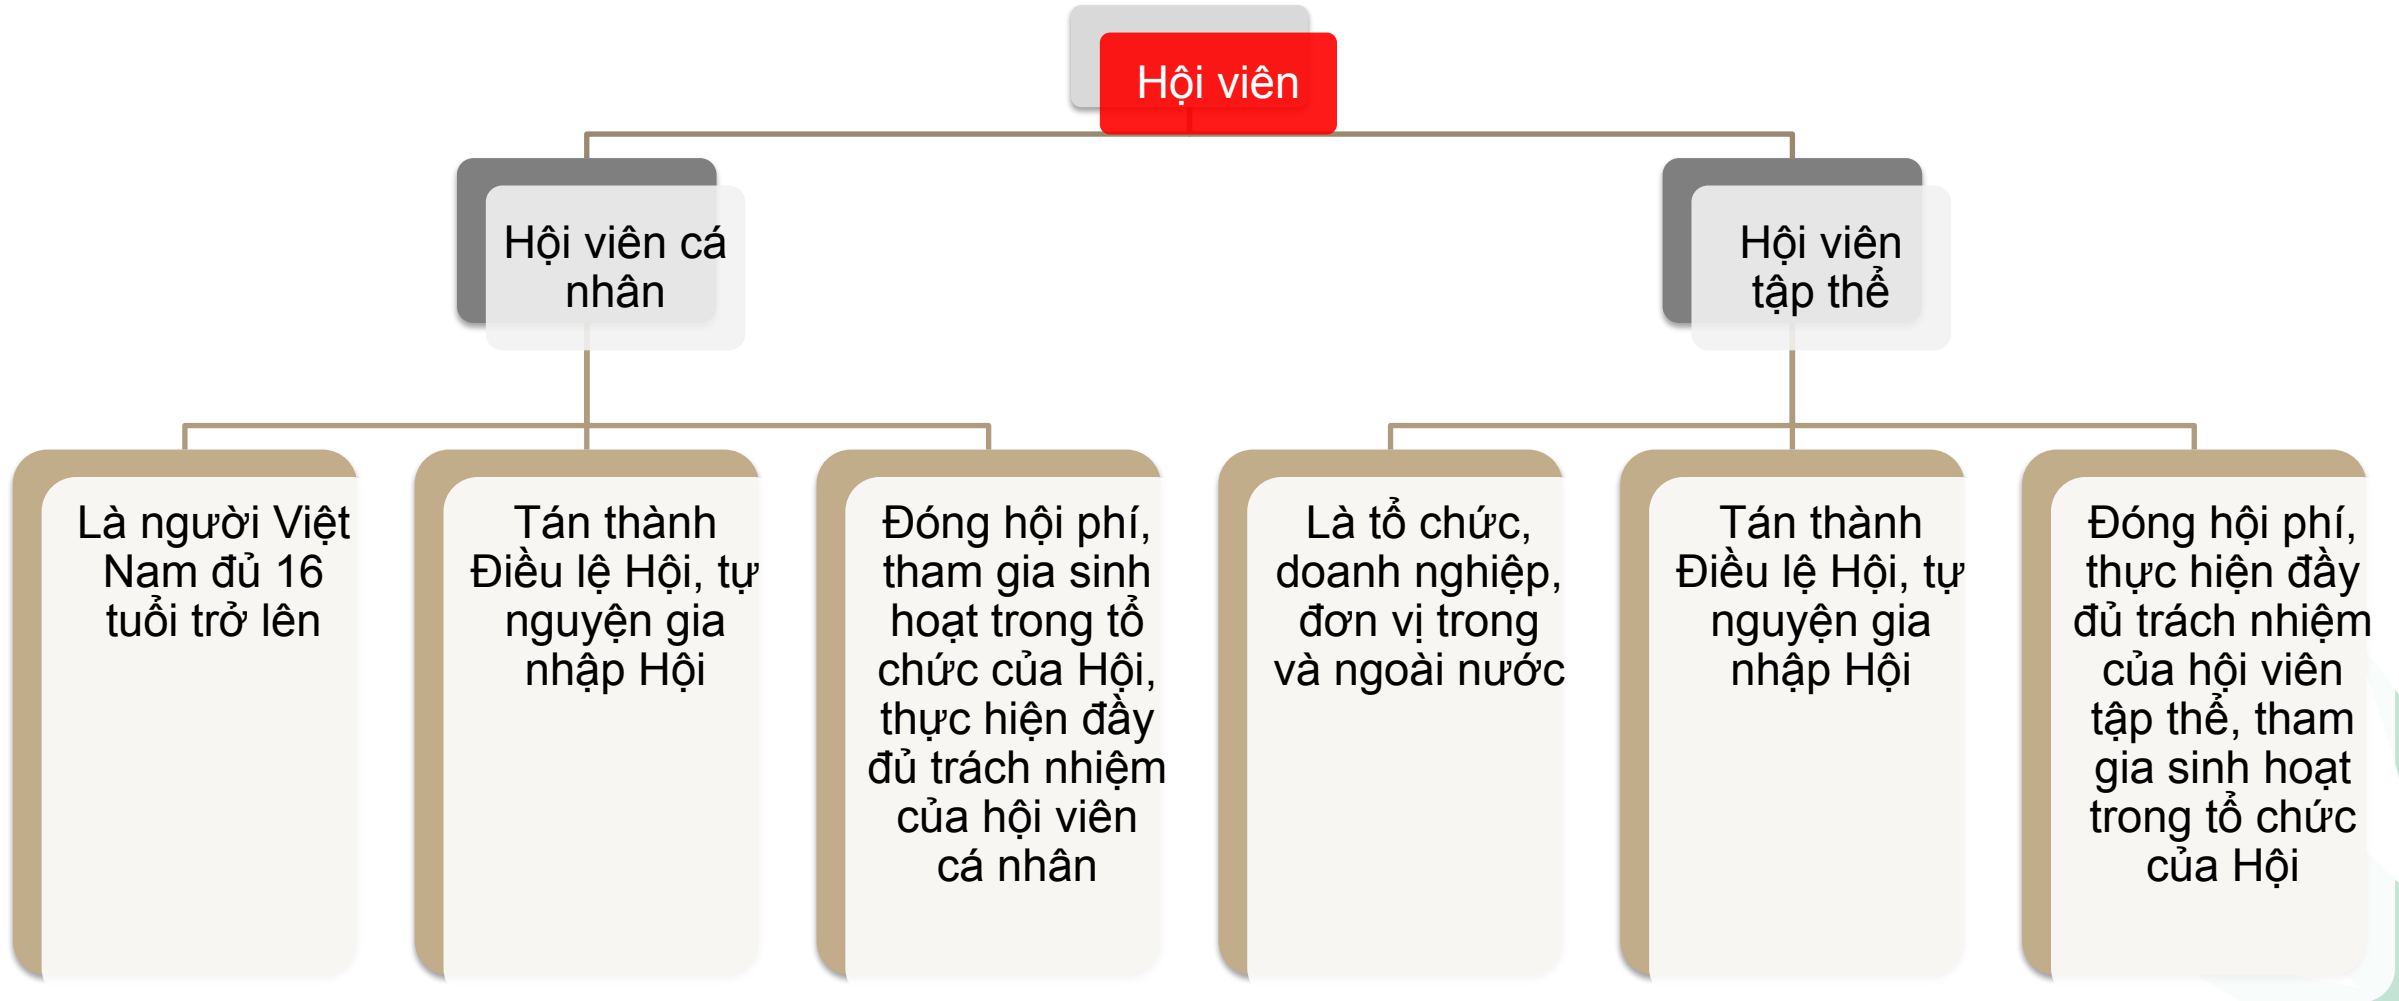 Hội viên
Hội viên cá
nhân
Hội viên
tập thể
Là người Việt
Nam đủ 16
tuổi trở lên
Tán thành
Điều lệ Hội, tự
nguyện gia
nhập Hội
Đóng hội phí,
tham gia sinh
hoạt trong tổ
chức của Hội,
thực hiện đầy
đủ trách nhiệm
của hội viên
cá nhân
Là tổ chức,
doanh nghiệp,
đơn vị trong
và ngoài nước
Tán thành
Điều lệ Hội, tự
nguyện gia
nhập Hội
Đóng hội phí,
thực hiện đầy
đủ trách nhiệm
của hội viên
tập thể, tham
gia sinh hoạt
trong tổ chức
của Hội